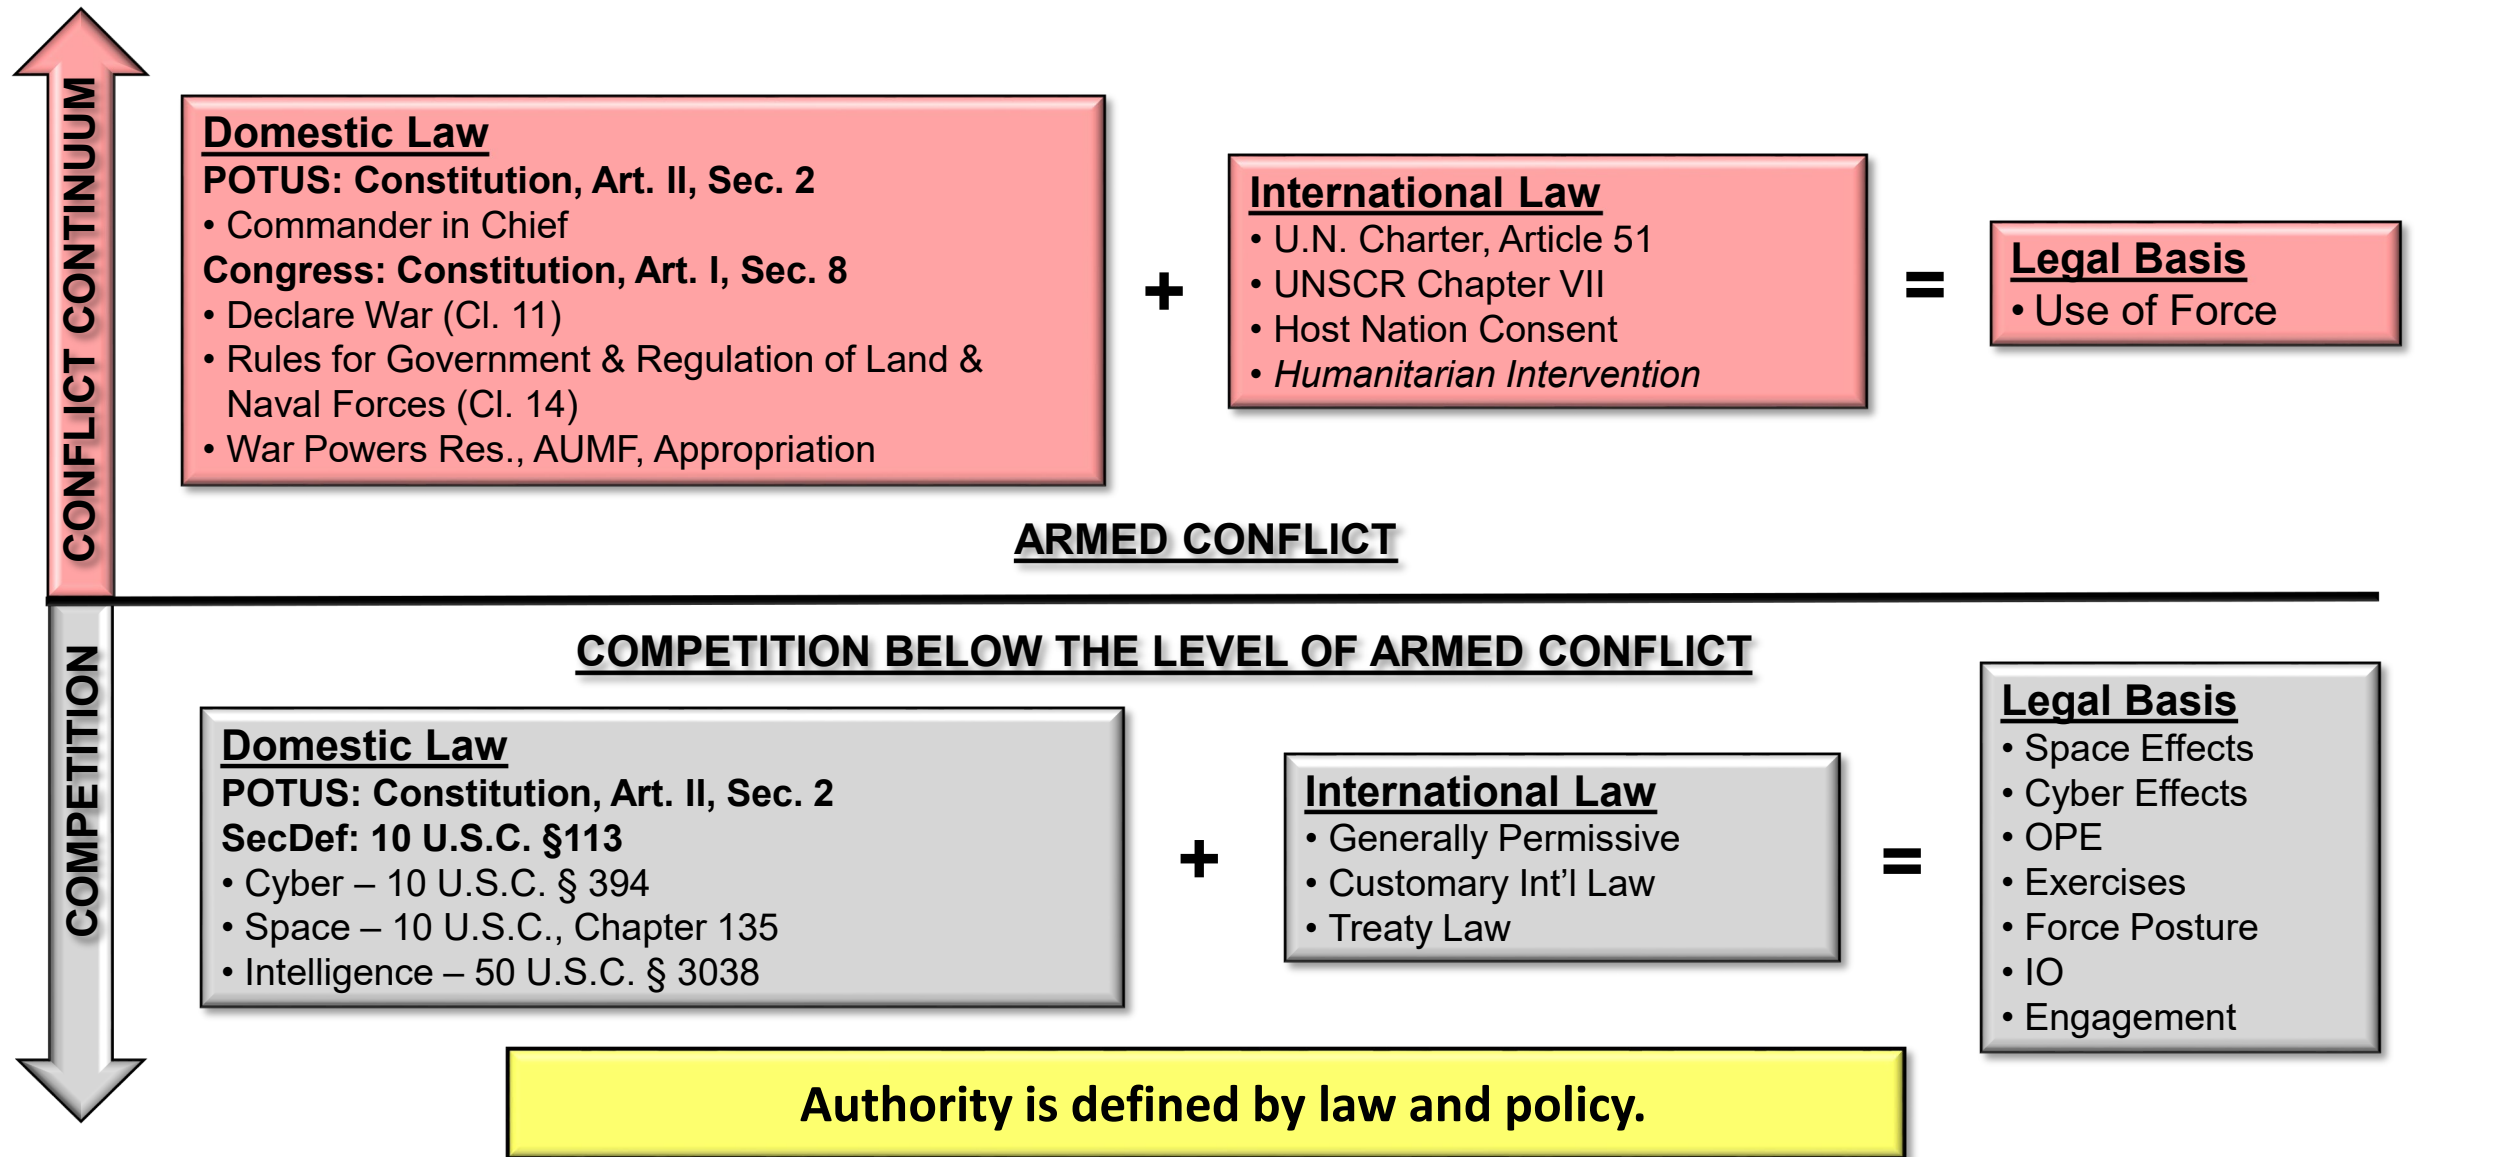 CONFLICT CONTINUUM
Domestic Law
POTUS: Constitution, Art. II, Sec. 2
• Commander in Chief
Congress: Constitution, Art. I, Sec. 8
• Declare War (Cl. 11)
• Rules for Government & Regulation of Land &
Naval Forces (Cl. 14)
• War Powers Res., AUMF, Appropriation
+
International Law
• U.N. Charter, Article 51
• UNSCR Chapter VII
• Host Nation Consent
• Humanitarian Intervention
=
Legal Basis
• Use of Force
ARMED CONFLICT
COMPETITION BELOW THE LEVEL OF ARMED CONFLICT
COMPETITION
Domestic Law
POTUS: Constitution, Art. II, Sec. 2
SecDef: 10 U.S.C. §113
• Cyber – 10 U.S.C. § 394
• Space – 10 U.S.C., Chapter 135
• Intelligence – 50 U.S.C. § 3038
+
International Law
• Generally Permissive
• Customary Int’l Law
• Treaty Law
=
Legal Basis
• Space Effects
• Cyber Effects
• OPE
• Exercises
• Force Posture
• IO
• Engagement
Authority is defined by law and policy.